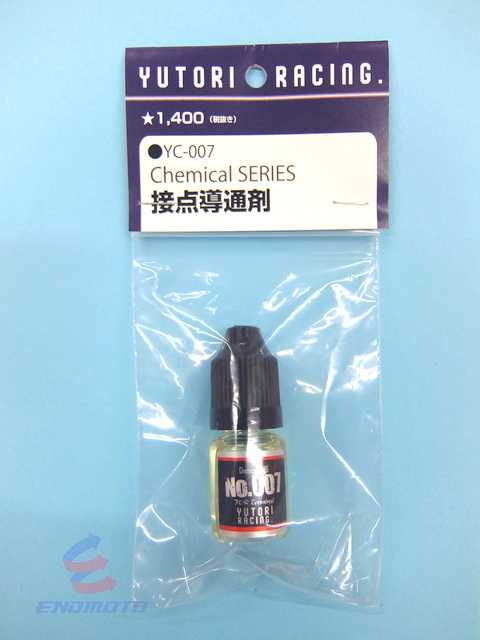 YUTORI RACING.
★1,400 (税抜き)
●YC-007
Chemical SERIES
接点導通剤
No.007
YUTORI
RACING.
ENOMOTO